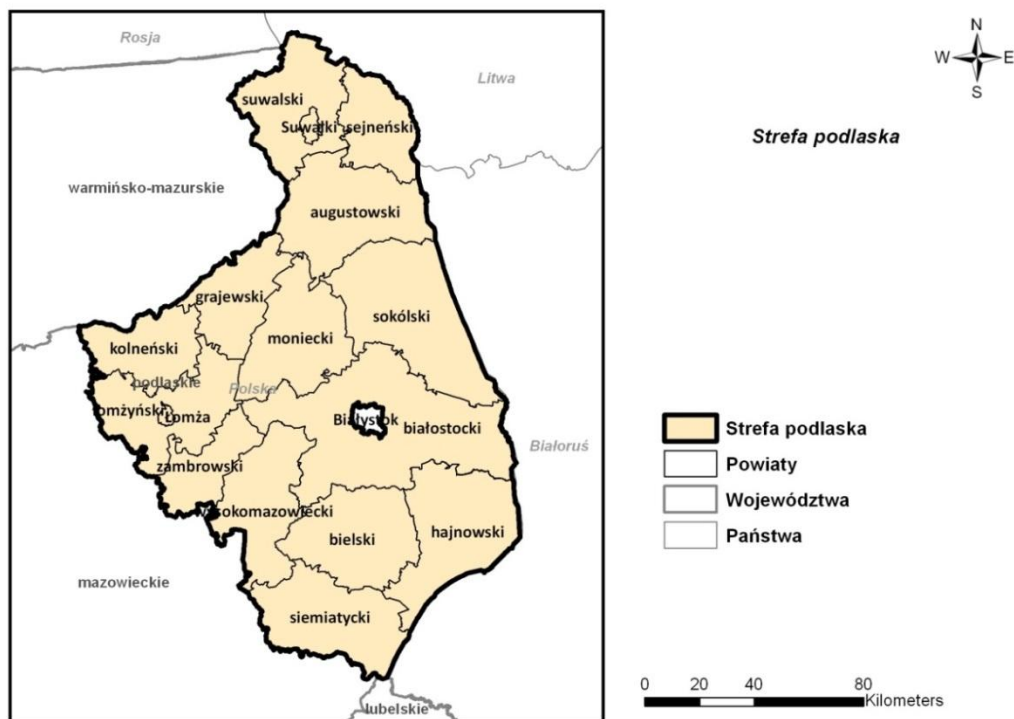 Rosja
Litwa
suwalski
Suwałki
sejneński
warmińsko-mazurskie
augustowski
grajewski
sokólski
moniecki
kolneński
podlaskie
Polska
łomżyński
Łomża
Białystok
białostocki
Białoruś
zambrowski
wysokomazowiecki
hajnowski
bielski
mazowieckie
siemiatycki
lubelskie
N
W E
S
Strefa podlaska
Strefa podlaska
Powiaty
Województwa
Państwa
0 20 40 60 80
Kilometers